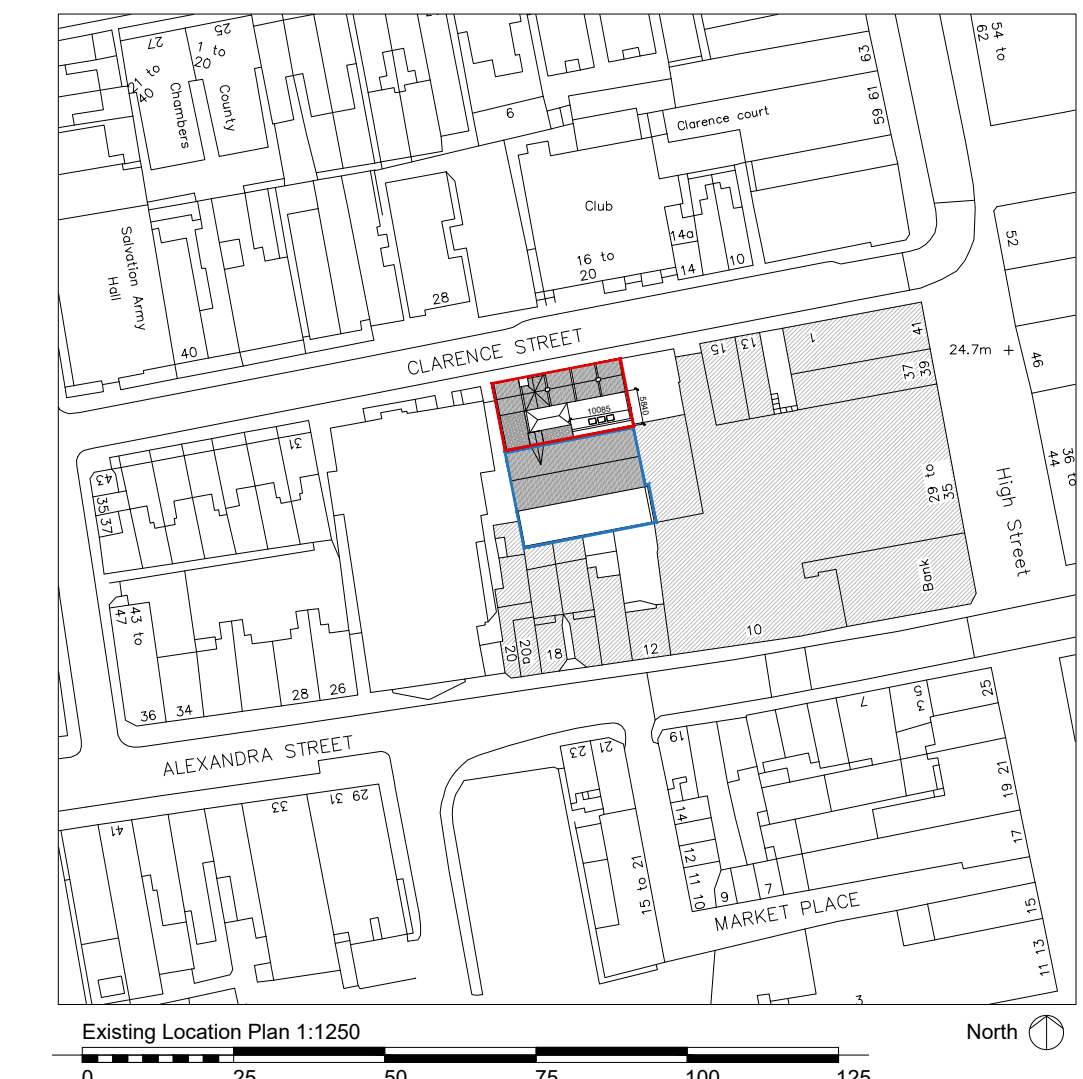 27
25
1 to
20
21 to
40
Chambers
County
6
Clarence court
63
59 61
54 to
62
Club
Salvation Army
Hall
14a
16 to
20
14
10
52
28
40
CLARENCE STREET
15
13
1
41
24.7m
46
37
39
10085
5840
31
43
35
37
36 to
44
29 to
35
High Street
Bank
43 to
47
20
20a
18
12
10
36
34
28
26
25
7
5
3
19
ALEXANDRA STREET
23
21
19 21
41
33
29 31
14
17
12
11
10
15 to 21
9
7
MARKET PLACE
15
11 13
3
Existing Location Plan 1:1250
North
0 25 50 75 100 125